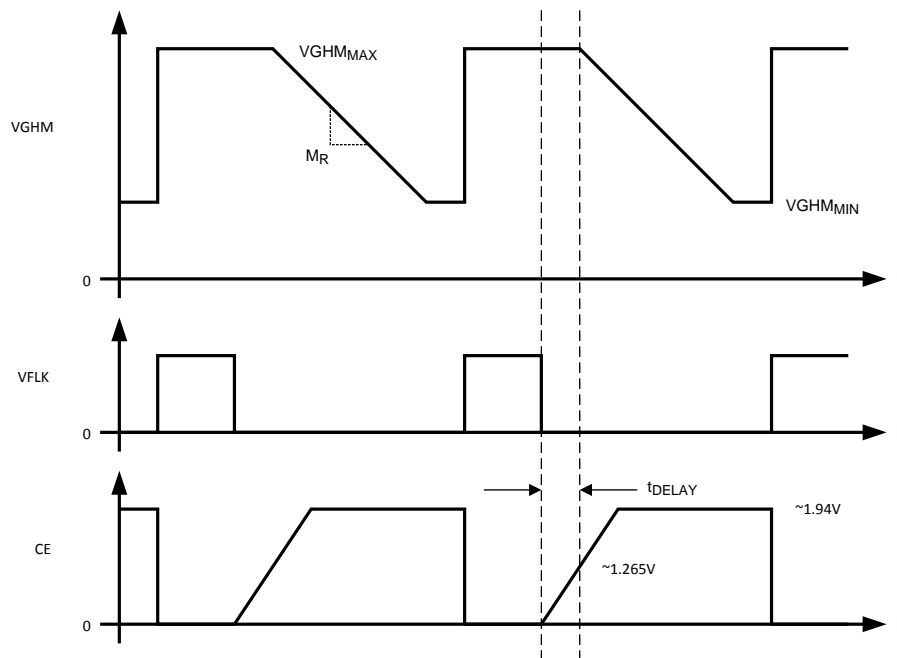 VGHM
VGHMMAX
MR
VGHMMIN
0
VFLK
0
tDELAY
~1.94V
CE
~1.265V
0